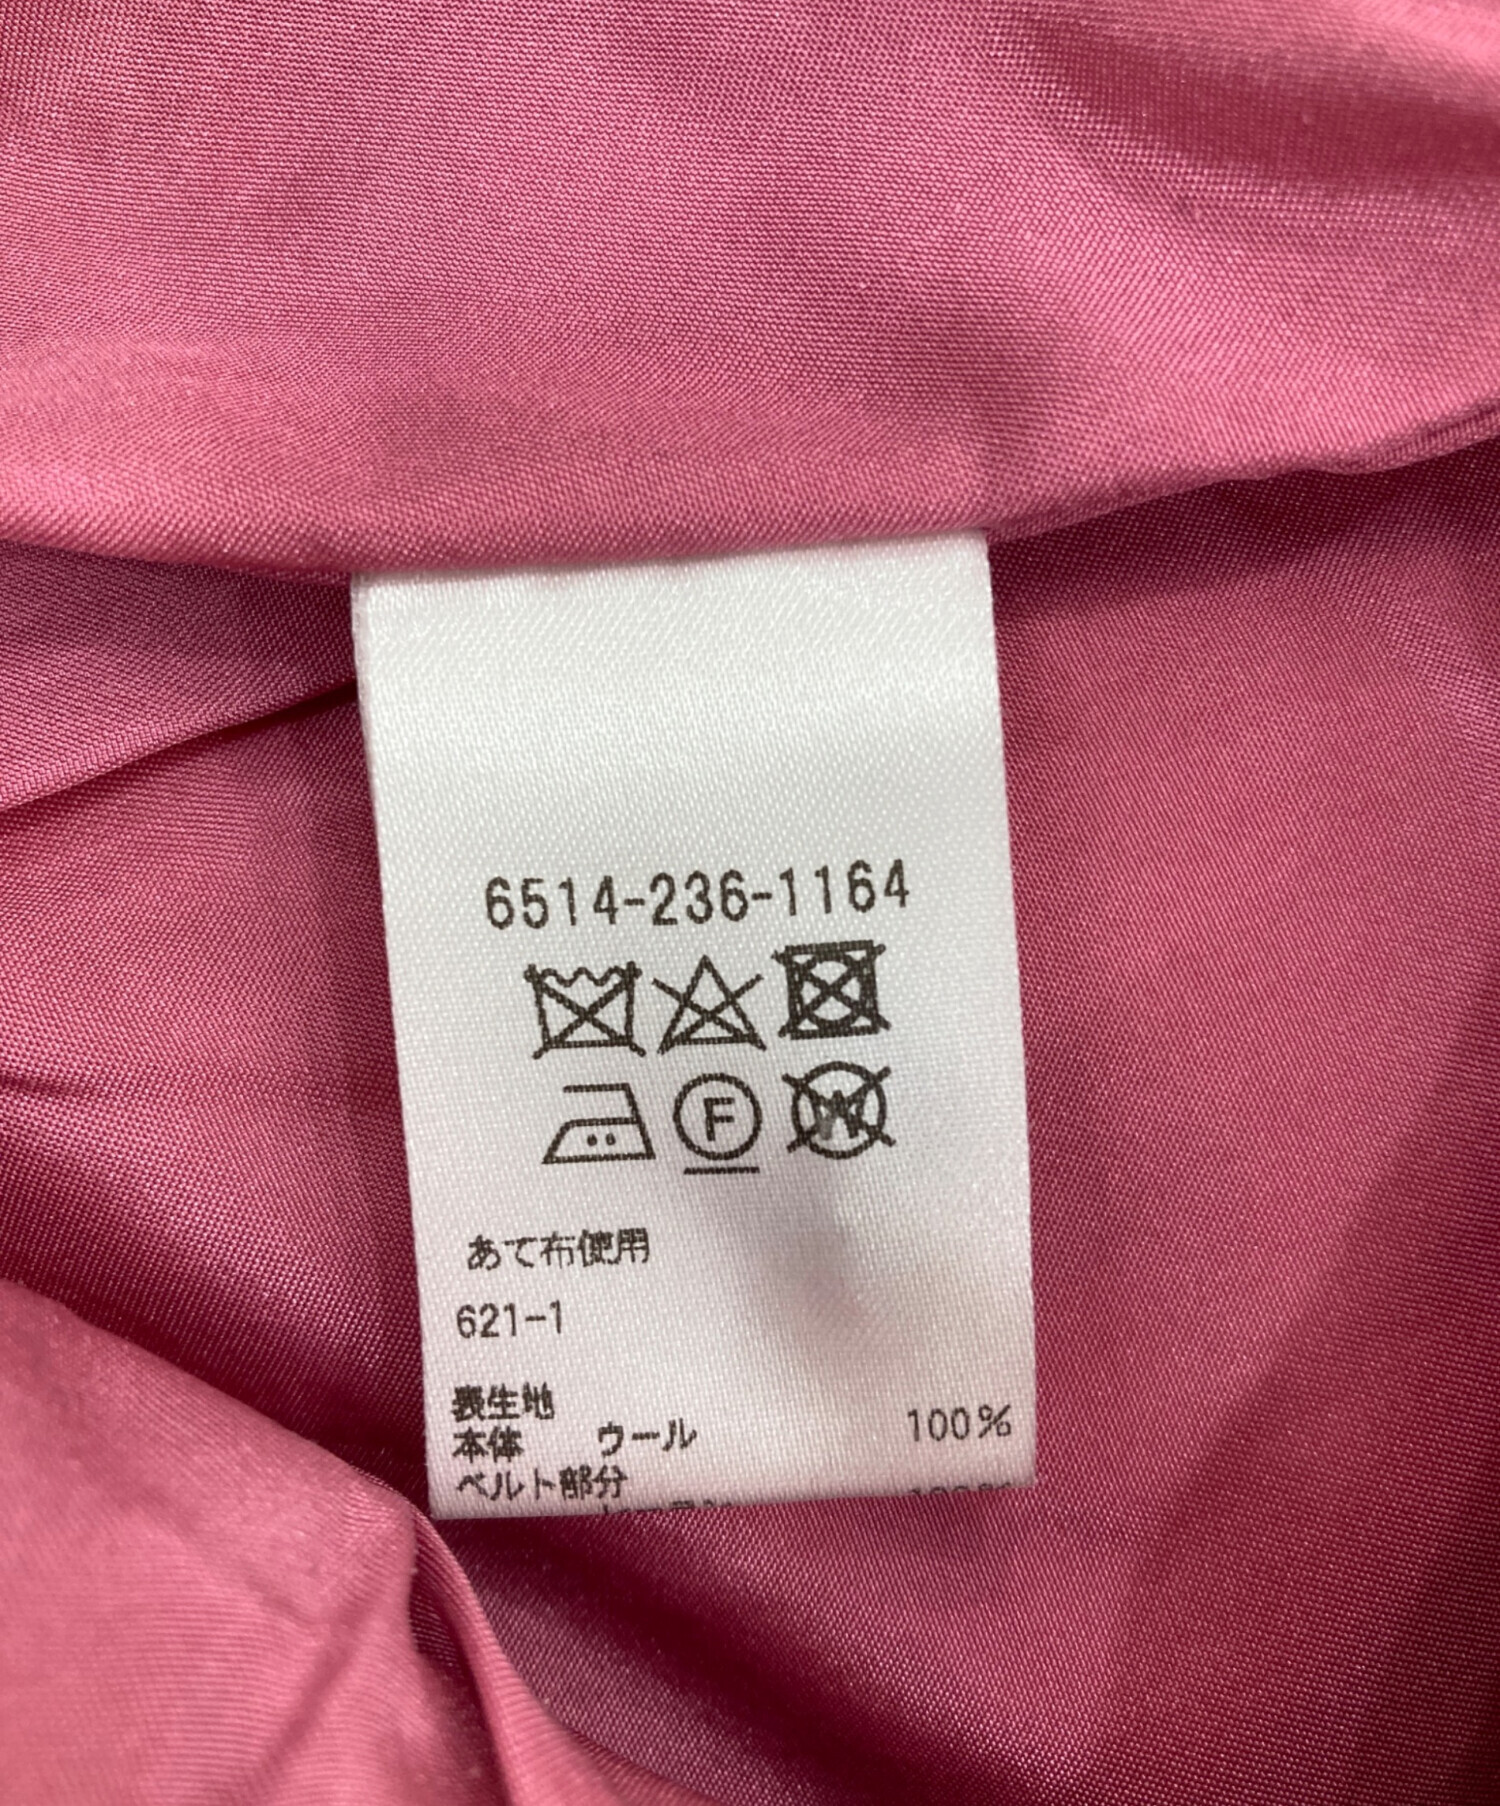 6514-236-1164
F
W
あて布使用
621-1
表生地
本体 ウール 100%
ベルト部分